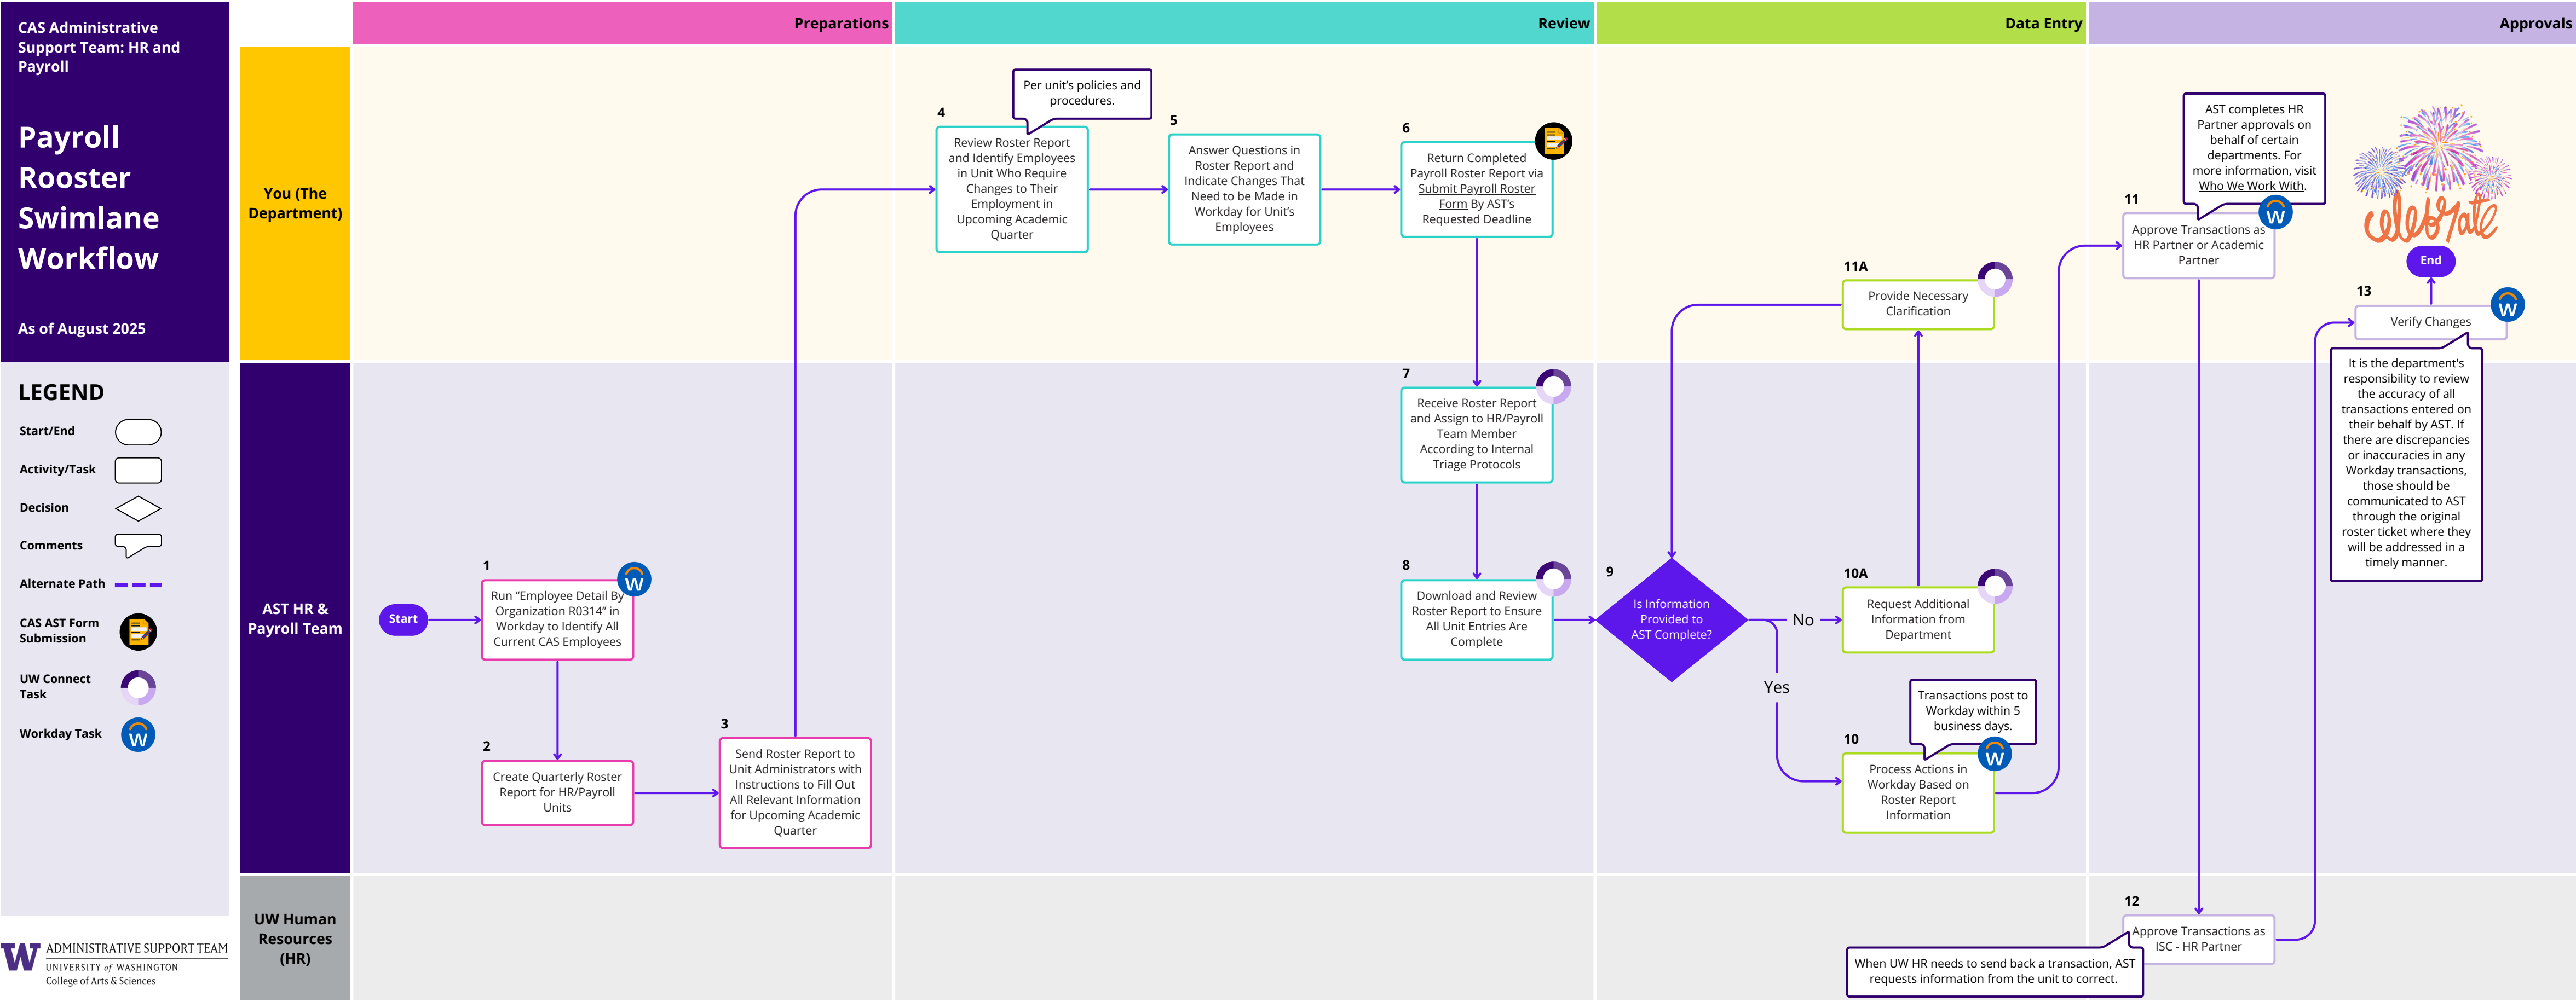 CAS Administrative
Support Team: HR and
Payroll
Payroll
Rooster
Swimlane
Workflow
As of August 2025
LEGEND
Start/End
Activity/Task
Decision
Comments
Alternate Path
CAS AST Form
Submission
UW Connect
Task
Workday Task
W
W
ADMINISTRATIVE SUPPORT TEAM
UNIVERSITY of WASHINGTON
College of Arts & Sciences
Preparations
Review
Data Entry
Approvals
You (The
Department)
AST HR &
Payroll Team
UW Human
Resources
(HR)
Start
1
W
Run “Employee Detail By
Organization R0314” in
Workday to Identify All
Current CAS Employees
2
Create Quarterly Roster
Report for HR/Payroll
Units
3
Send Roster Report to
Unit Administrators with
Instructions to Fill Out
All Relevant Information
for Upcoming Academic
Quarter
Per unit’s policies and
procedures.
4
Review Roster Report
and Identify Employees
in Unit Who Require
Changes to Their
Employment in
Upcoming Academic
Quarter
5
Answer Questions in
Roster Report and
Indicate Changes That
Need to be Made in
Workday for Unit’s
Employees
6
Return Completed
Payroll Roster Report via
Submit Payroll Roster
Form By AST’s
Requested Deadline
7
Receive Roster Report
and Assign to HR/Payroll
Team Member
According to Internal
Triage Protocols
8
Download and Review
Roster Report to Ensure
All Unit Entries Are
Complete
9
Is Information
Provided to
AST Complete?
No
Yes
10A
Request Additional
Information from
Department
11A
Provide Necessary
Clarification
Transactions post to
Workday within 5
business days.
10
W
Process Actions in
Workday Based on
Roster Report
Information
AST completes HR
Partner approvals on
behalf of certain
departments. For
more information, visit
Who We Work With.
11
W
Approve Transactions as
HR Partner or Academic
Partner
12
Approve Transactions as
ISC - HR Partner
When UW HR needs to send back a transaction, AST
requests information from the unit to correct.
celebrate
End
13
W
Verify Changes
It is the department's
responsibility to review
the accuracy of all
transactions entered on
their behalf by AST. If
there are discrepancies
or inaccuracies in any
Workday transactions,
those should be
communicated to AST
through the original
roster ticket where they
will be addressed in a
timely manner.